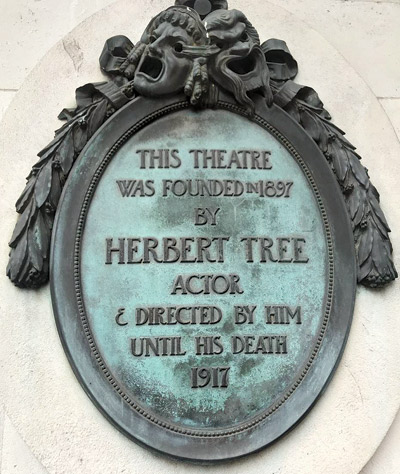 THIS THEATRE
WAS FOUNDED IN 1897
BY
HERBERT TREE
ACTOR
& DIRECTED BY HIM
UNTIL HIS DEATH
1917